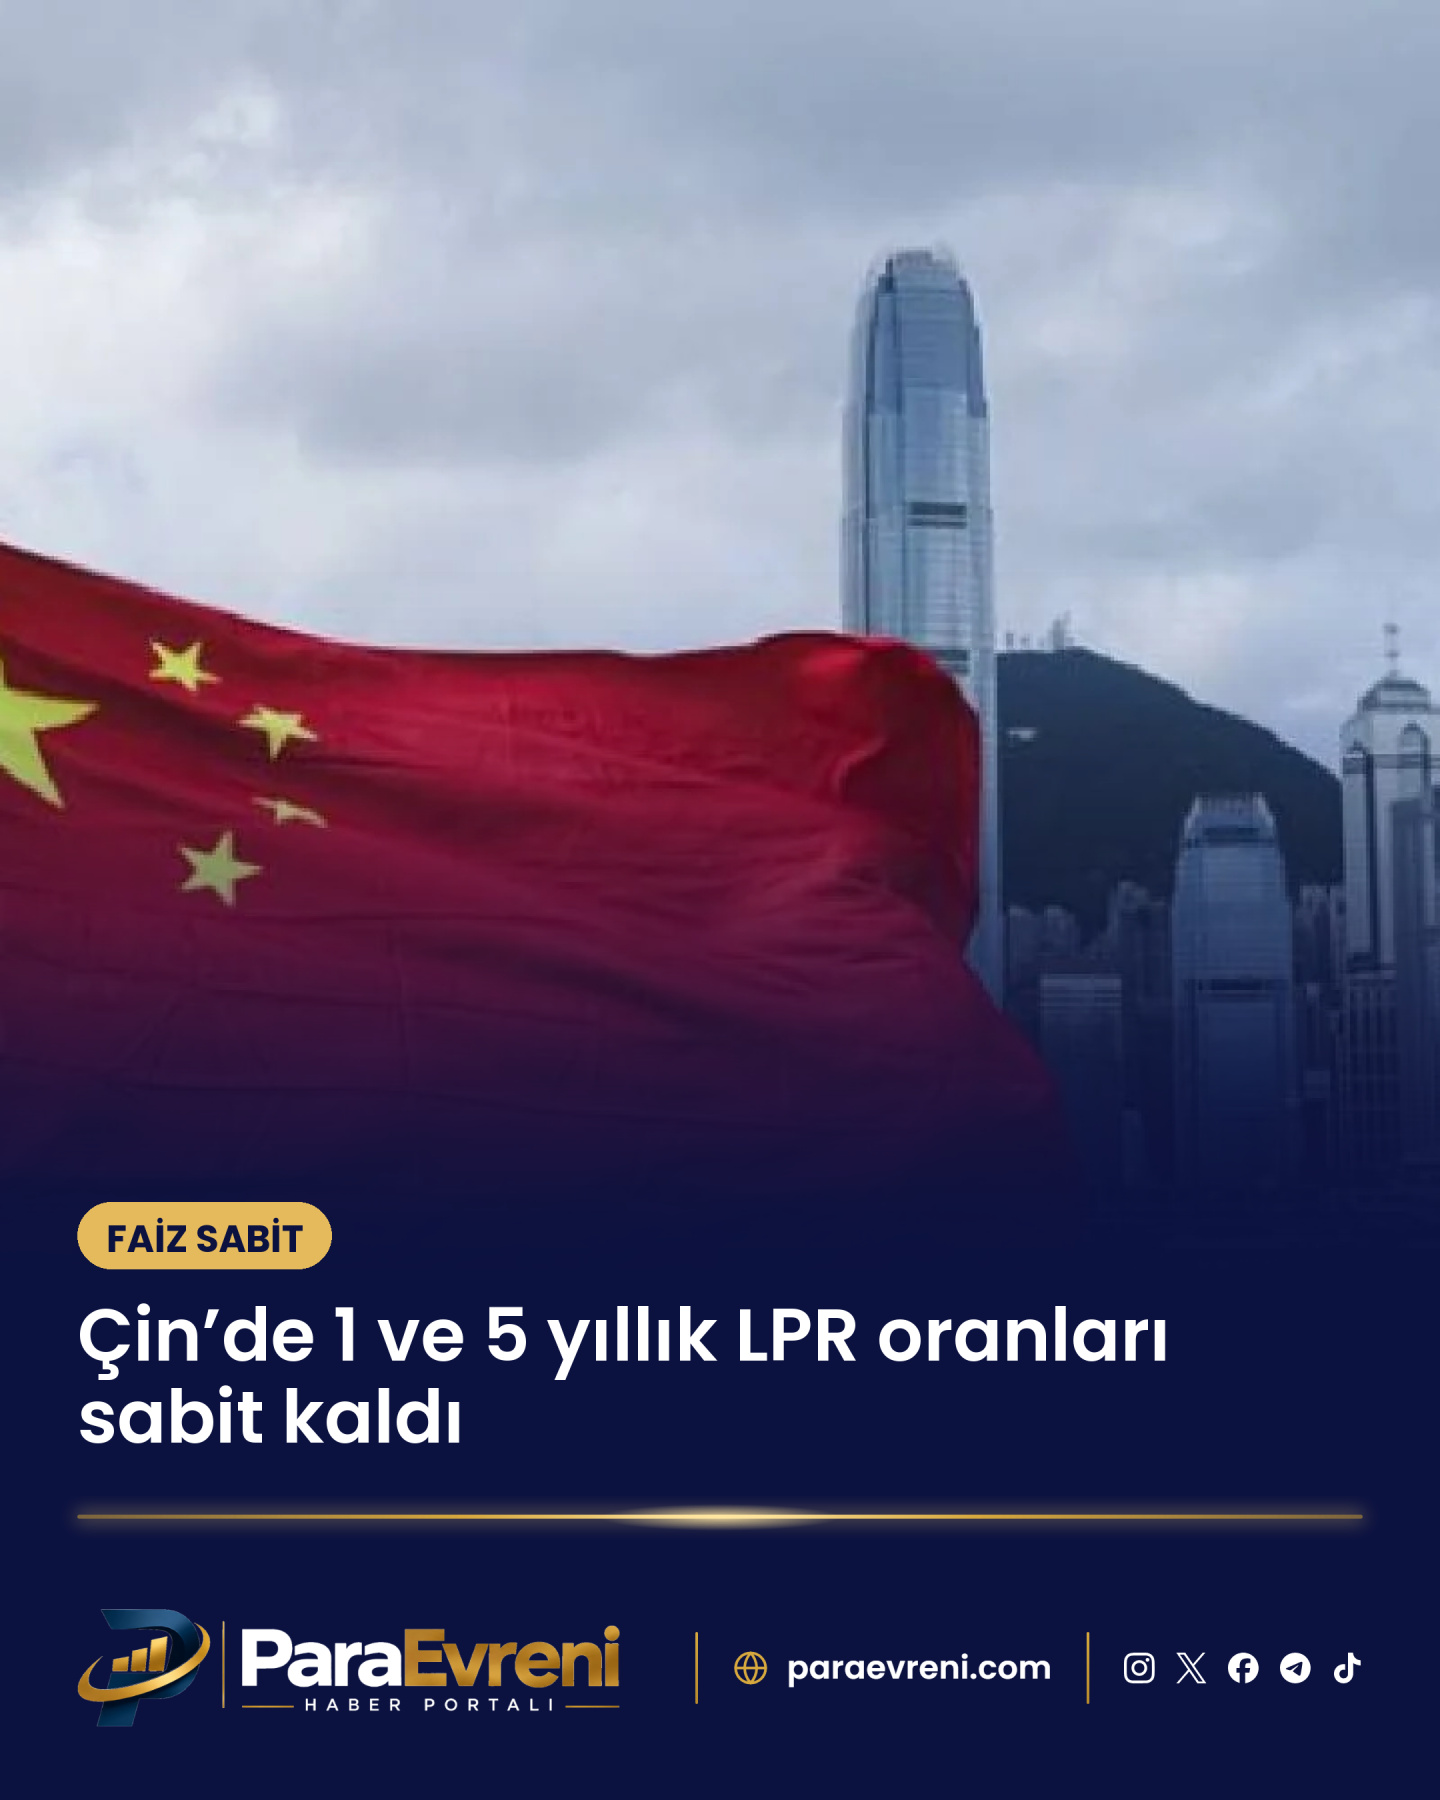 FAİZ SABİT
Çin’de 1 ve 5 yıllık LPR oranları
sabit kaldı
ParaEvreni
HABER PORTALI
paraevreni.com